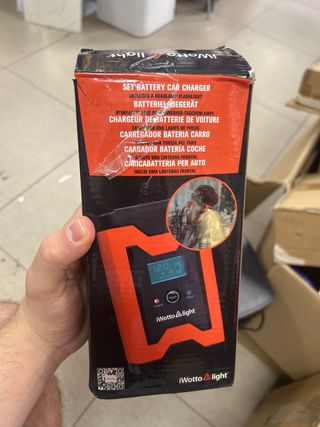 iWotto light
SET BATTERY CAR CHARGER
INCLUDES A HEADLAMP FLASHLIGHT
BATTERIELADEGERÄT
CHARGEUR DE BATTERIE DE VOITURE
CARREGADOR BATERIA CARRO
CARGADOR BATERÍA COCHE
INCLUYE UNA LINTERNA FRONTAL
CARICABATTERIA PER AUTO
12.0
iWotto light
iWotto light